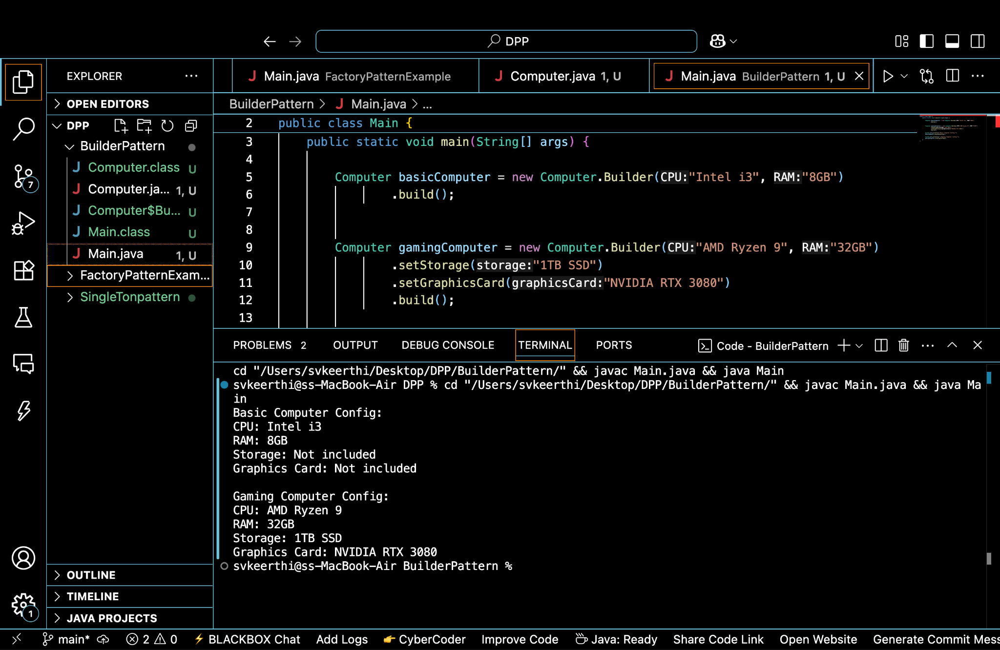 DPP
EXPLORER
Main.java FactoryPatternExample
Computer.java 1, U
Main.java BuilderPattern 1, U
OPEN EDITORS
DPP
BuilderPattern
Computer.class U
Computer.ja... 1, U
Computer$Bu... U
Main.class U
Main.java 1, U
FactoryPatternExam...
SingleTonpattern
OUTLINE
TIMELINE
JAVA PROJECTS
7
1
BuilderPattern > Main.java > ...
2 public class Main {
3 public static void main(String[] args) {
4
5 Computer basicComputer = new Computer.Builder(CPU:"Intel i3", RAM:"8GB")
6 .build();
7
8
9 Computer gamingComputer = new Computer.Builder(CPU:"AMD Ryzen 9", RAM:"32GB")
10 .setStorage(storage:"1TB SSD")
11 .setGraphicsCard(graphicsCard:"NVIDIA RTX 3080")
12 .build();
13
PROBLEMS 2 OUTPUT DEBUG CONSOLE TERMINAL PORTS Code - BuilderPattern
cd "/Users/svkeerthi/Desktop/DPP/BuilderPattern/" && javac Main.java && java Main
svkeerthi@ss-MacBook-Air DPP % cd "/Users/svkeerthi/Desktop/DPP/BuilderPattern/" && javac Main.java && java Ma
in
Basic Computer Config:
CPU: Intel i3
RAM: 8GB
Storage: Not included
Graphics Card: Not included
Gaming Computer Config:
CPU: AMD Ryzen 9
RAM: 32GB
Storage: 1TB SSD
Graphics Card: NVIDIA RTX 3080
svkeerthi@ss-MacBook-Air BuilderPattern %
main* 2 0 BLACKBOX Chat Add Logs CyberCoder Improve Code Java: Ready Share Code Link Open Website Generate Commit Mess